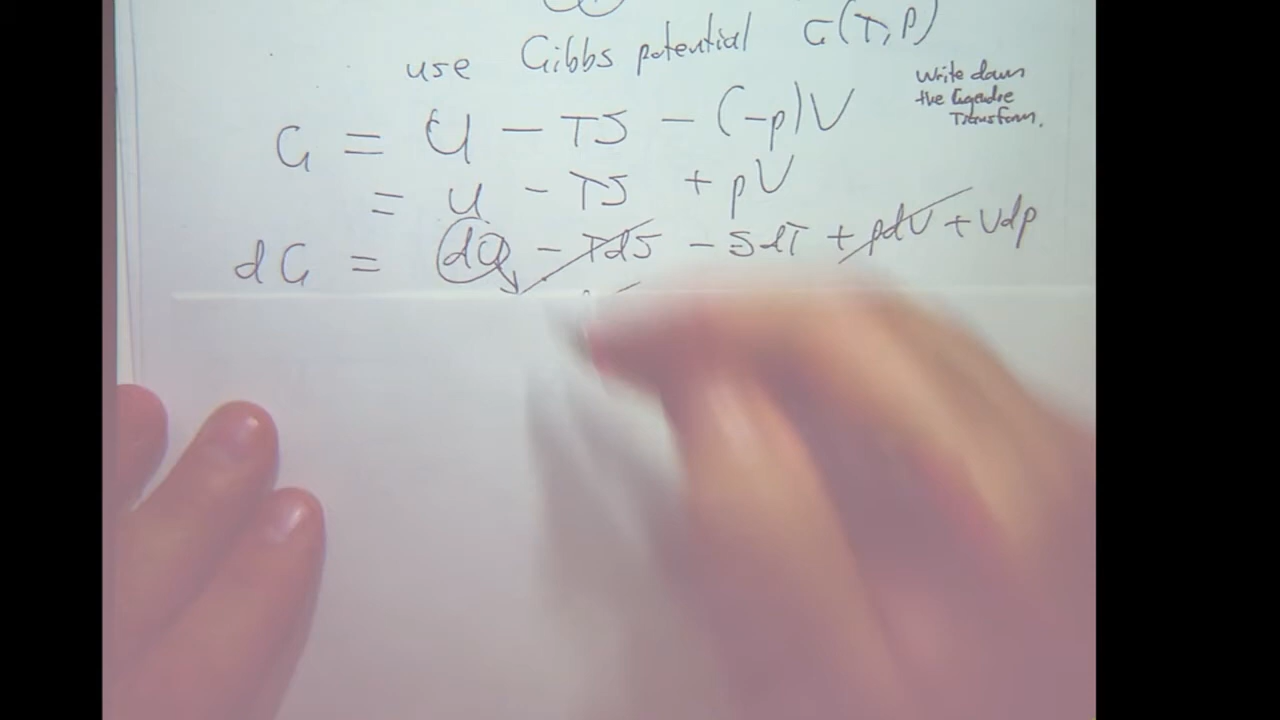 use Gibbs potential G(T,P)
Write down
the Legendre
Transform.
G = U - TS - (-p)V
= U - TS + pV
dG = dU - TdS - SdT + pdV + Vdp